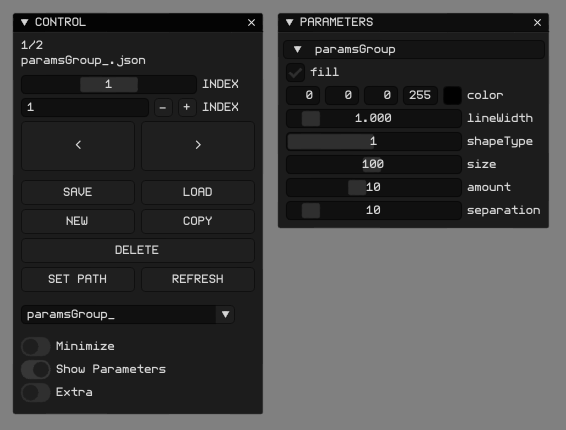 CONTROL
1/2
paramsGroup_.json
1 INDEX
1 - + INDEX
< >
SAVE LOAD
NEW COPY
DELETE
SET PATH REFRESH
paramsGroup_
Minimize
Show Parameters
Extra
PARAMETERS
paramsGroup
fill
0 0 0 255 color
1.000 lineWidth
1 shapeType
100 size
10 amount
10 separation